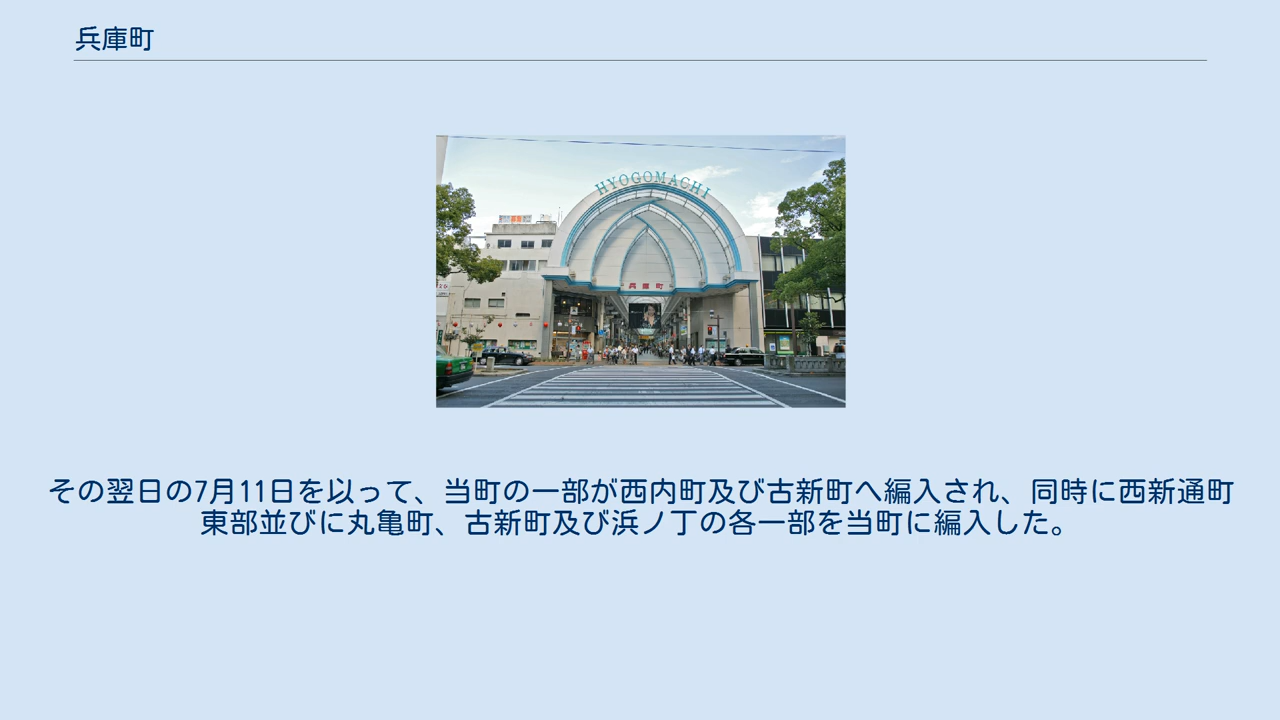 兵庫町
HYOGOMACHI
兵庫町
その翌日の7月11日を以って、当町の一部が西内町及び古新町へ編入され、同時に西新通町
東部並びに丸亀町、古新町及び浜ノ丁の各一部を当町に編入した。